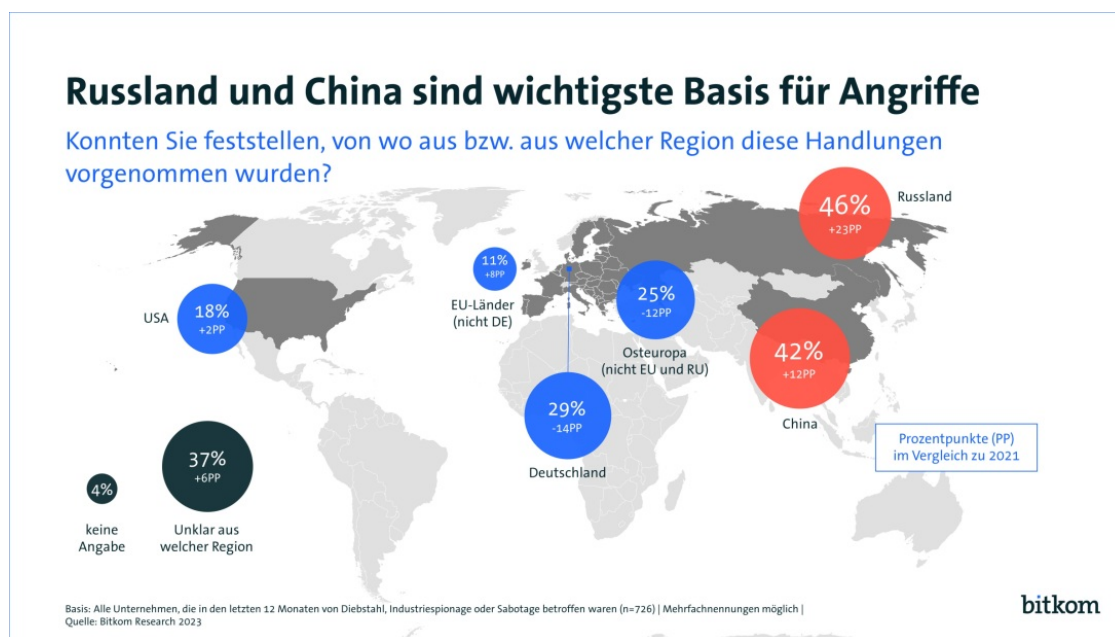 Russland und China sind wichtigste Basis für Angriffe
Konnten Sie feststellen, von wo aus bzw. aus welcher Region diese Handlungen
vorgenommen wurden?
46%
+23PP
Russland
11%
+8PP
EU-Länder
(nicht DE)
25%
-12PP
Osteuropa
(nicht EU und RU)
USA
18%
+2PP
42%
+12PP
China
29%
-14PP
Deutschland
Prozentpunkte (PP)
im Vergleich zu 2021
37%
+6PP
Unklar aus
welcher Region
4%
keine
Angabe
Basis: Alle Unternehmen, die in den letzten 12 Monaten von Diebstahl, Industriespionage oder Sabotage betroffen waren (n=726) | Mehrfachnennungen möglich |
Quelle: Bitkom Research 2023
bitkom